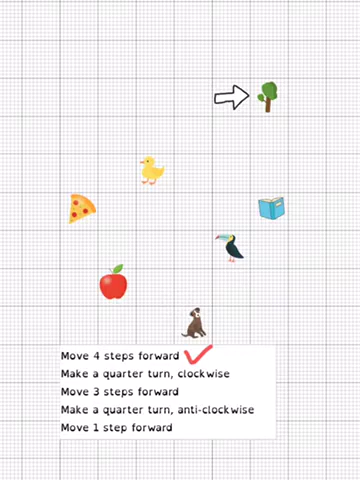 Move 4 steps forward
Make a quarter turn, clockwise
Move 3 steps forward
Make a quarter turn, anti-clockwise
Move 1 step forward